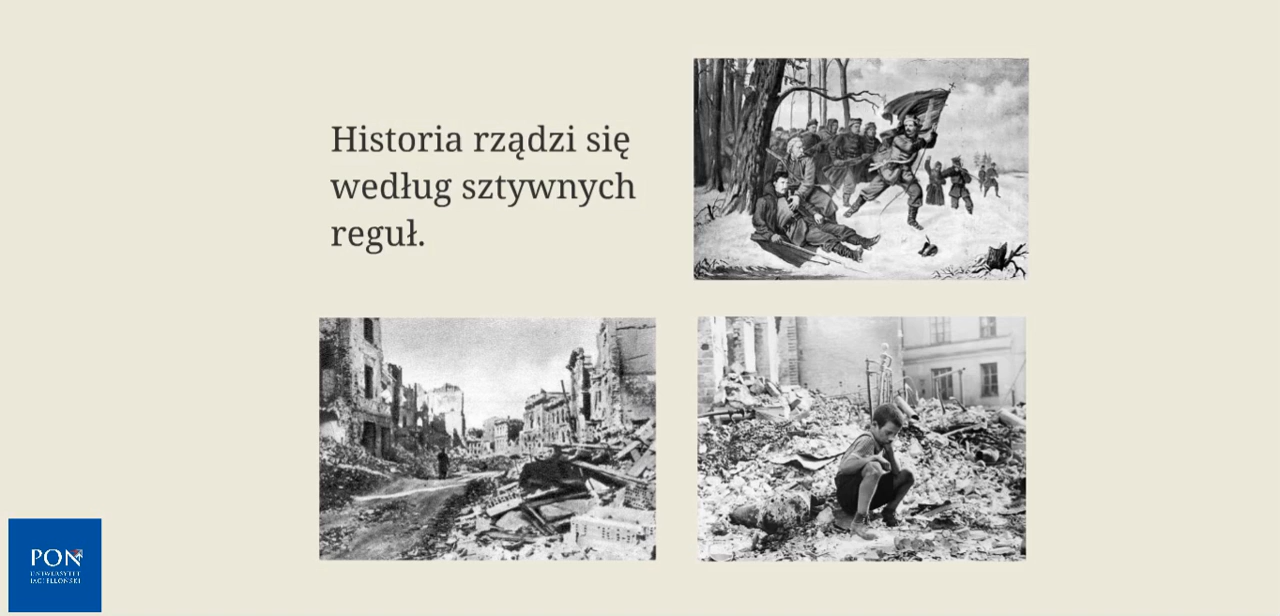 Historia rządzi się
według sztywnych
reguł.
PON
UNIWERSYTET
JAGIELLOŃSKI